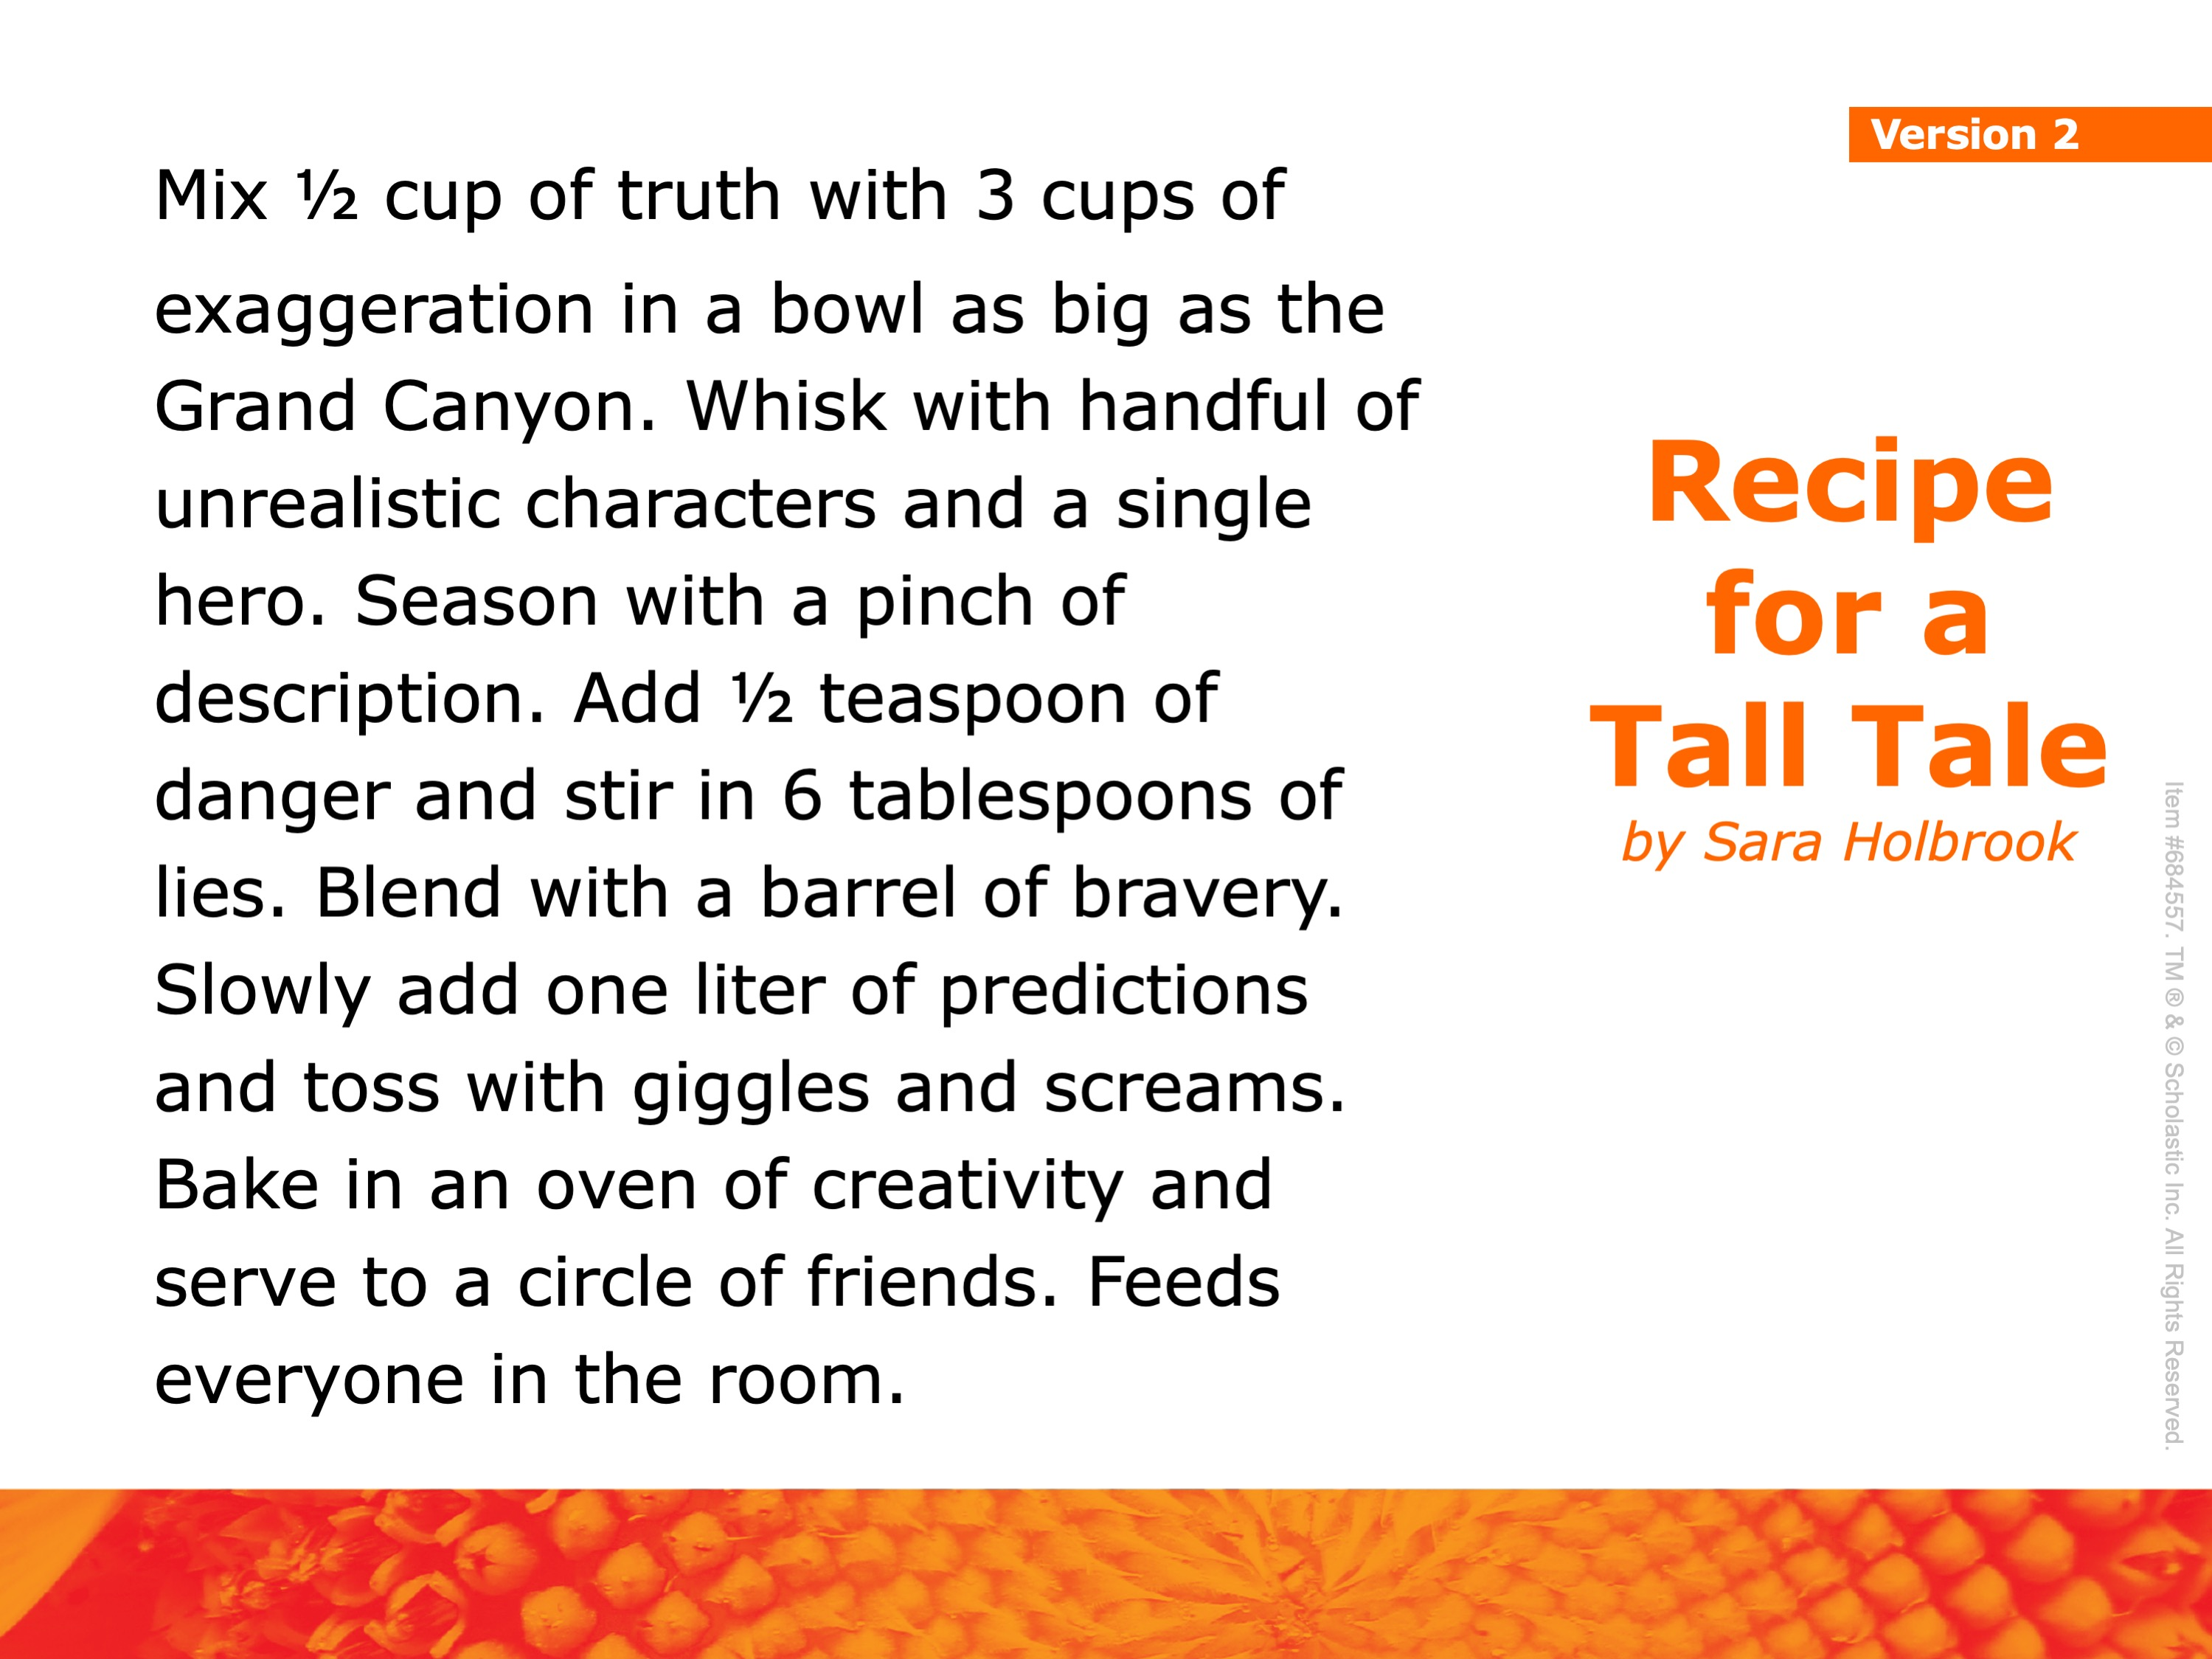 Version 2
Mix ½ cup of truth with 3 cups of
exaggeration in a bowl as big as the
Grand Canyon. Whisk with handful of
unrealistic characters and a single
hero. Season with a pinch of
description. Add ½ teaspoon of
danger and stir in 6 tablespoons of
lies. Blend with a barrel of bravery.
Slowly add one liter of predictions
and toss with giggles and screams.
Bake in an oven of creativity and
serve to a circle of friends. Feeds
everyone in the room.
Recipe
for a
Tall Tale
by Sara Holbrook
Item #684557. TM ® & © Scholastic Inc. All Rights Reserved.